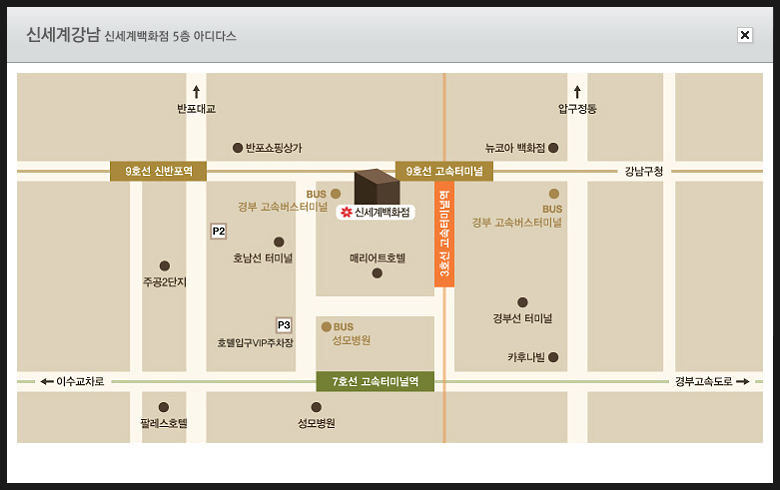 신세계강남 신세계백화점 5층 아디다스
반포대교
압구정동
반포쇼핑상가
뉴코아 백화점
9호선 신반포역
9호선 고속터미널
강남구청
BUS
경부 고속버스터미널
신세계백화점
3호선 고속터미널역
BUS
경부 고속버스터미널
P2
호남선 터미널
매리어트호텔
주공2단지
경부선 터미널
P3
호텔입구VIP주차장
BUS
성모병원
카후나빌
이수교차로
7호선 고속터미널역
경부고속도로
팔레스호텔
성모병원